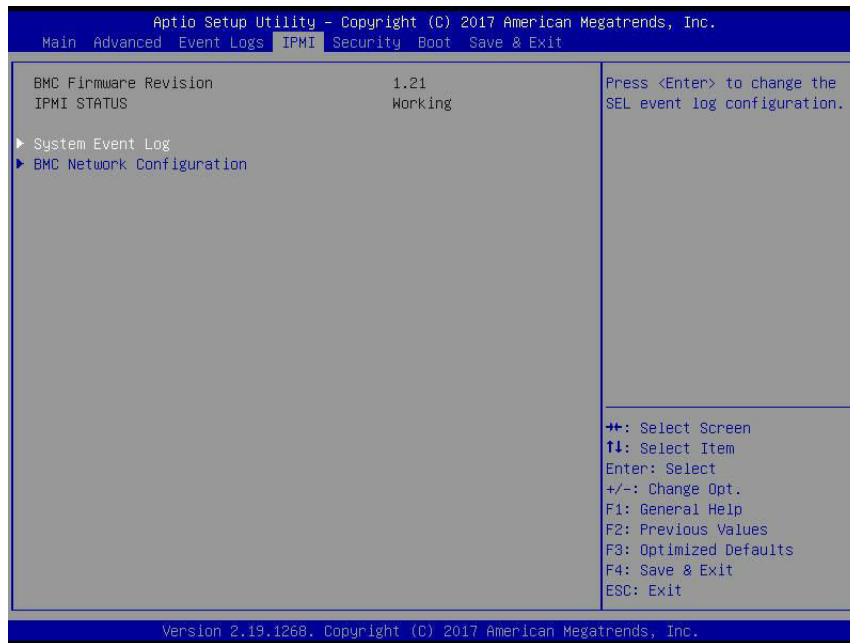 Aptio Setup Utility – Copyright (C) 2017 American Megatrends, Inc.
Main Advanced Event Logs IPMI Security Boot Save & Exit
BMC Firmware Revision 1.21
IPMI STATUS Working
System Event Log
BMC Network Configuration
Press <Enter> to change the
SEL event log configuration.
→←: Select Screen
↑↓: Select Item
Enter: Select
+/-: Change Opt.
F1: General Help
F2: Previous Values
F3: Optimized Defaults
F4: Save & Exit
ESC: Exit
Version 2.19.1268. Copyright (C) 2017 American Megatrends, Inc.